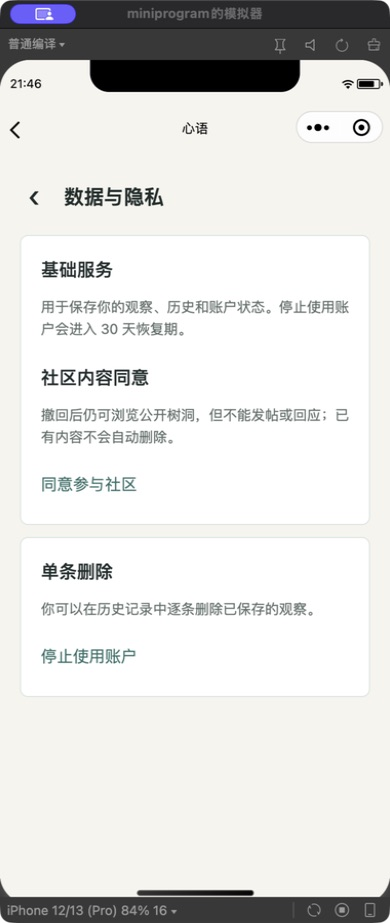 miniprogram的模拟器
普通编译
21:46
心语
数据与隐私
基础服务
用于保存你的观察、历史和账户状态。停止使用账
户会进入 30 天恢复期。
社区内容同意
撤回后仍可浏览公开树洞，但不能发帖或回应；已
有内容不会自动删除。
同意参与社区
单条删除
你可以在历史记录中逐条删除已保存的观察。
停止使用账户
iPhone 12/13 (Pro) 84% 16